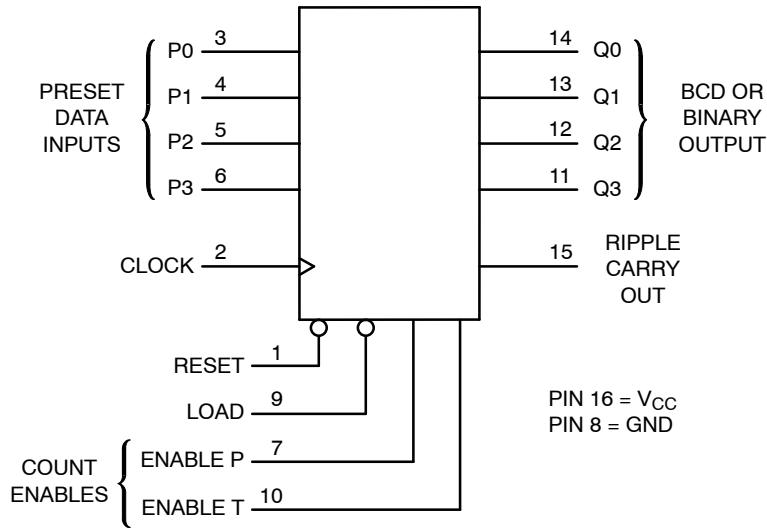 PRESET
DATA
INPUTS
P0 3
P1 4
P2 5
P3 6
CLOCK 2
14 Q0
13 Q1
12 Q2
11 Q3
BCD OR
BINARY
OUTPUT
15
RIPPLE
CARRY
OUT
RESET 1
LOAD 9
COUNT
ENABLES
ENABLE P 7
ENABLE T 10
PIN 16 = VCC
PIN 8 = GND